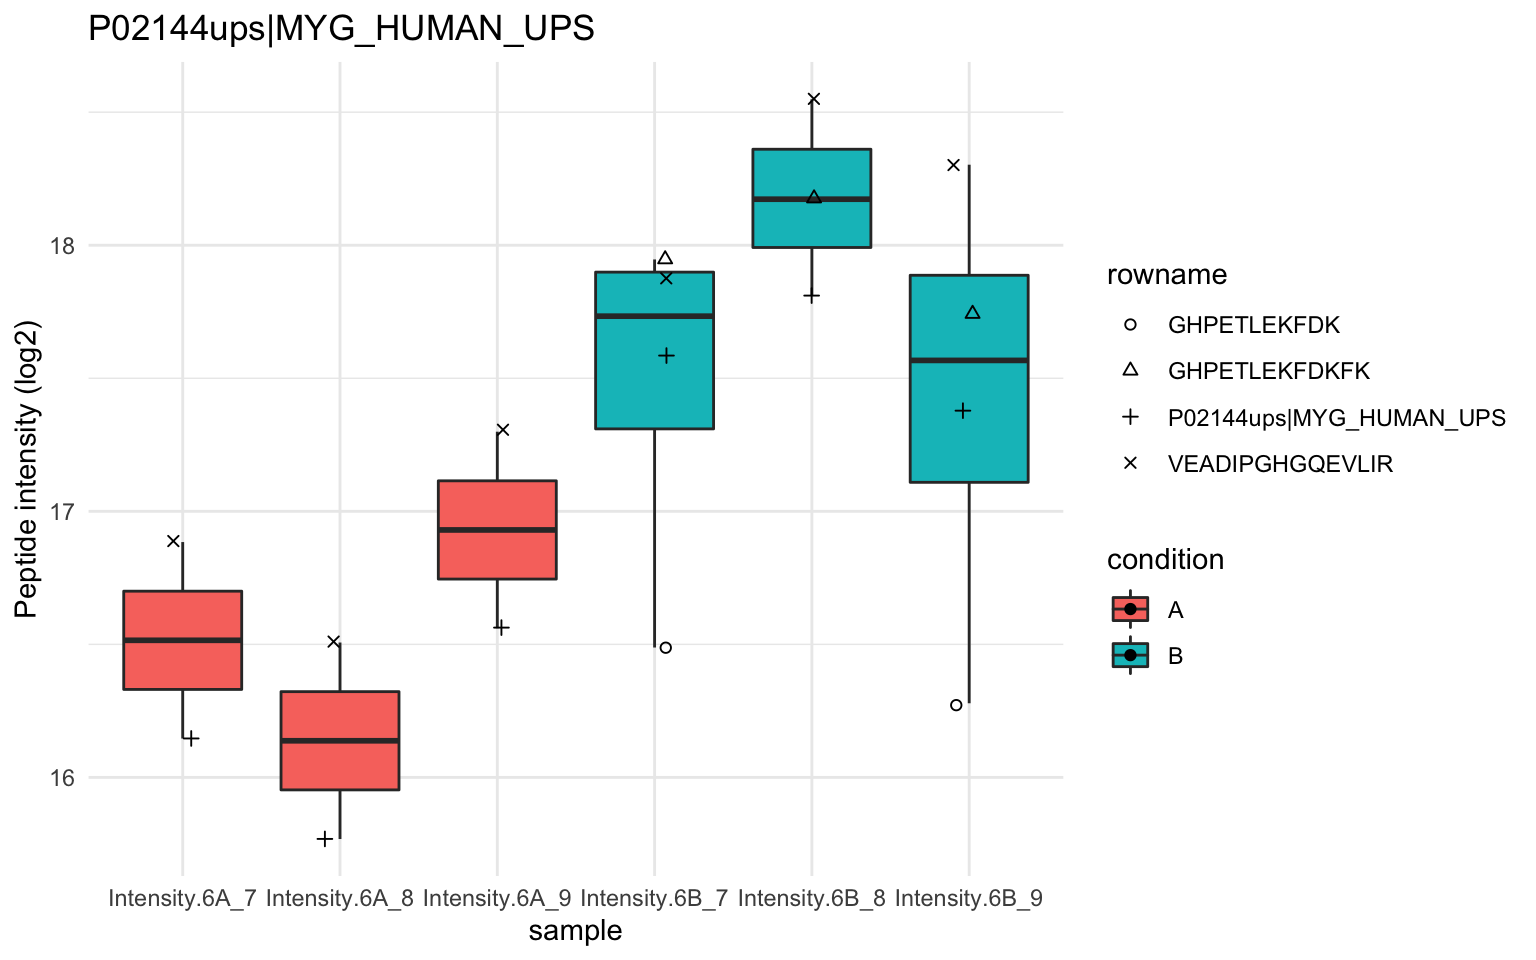 P02144ups|MYG_HUMAN_UPS
Peptide intensity (log2)
18
17
16
Intensity.6A_7 Intensity.6A_8 Intensity.6A_9 Intensity.6B_7 Intensity.6B_8 Intensity.6B_9
sample
rowname
GHPETLEKFDK
GHPETLEKFDKFK
P02144ups|MYG_HUMAN_UPS
VEADIPGHGQEVLIR
condition
A
B